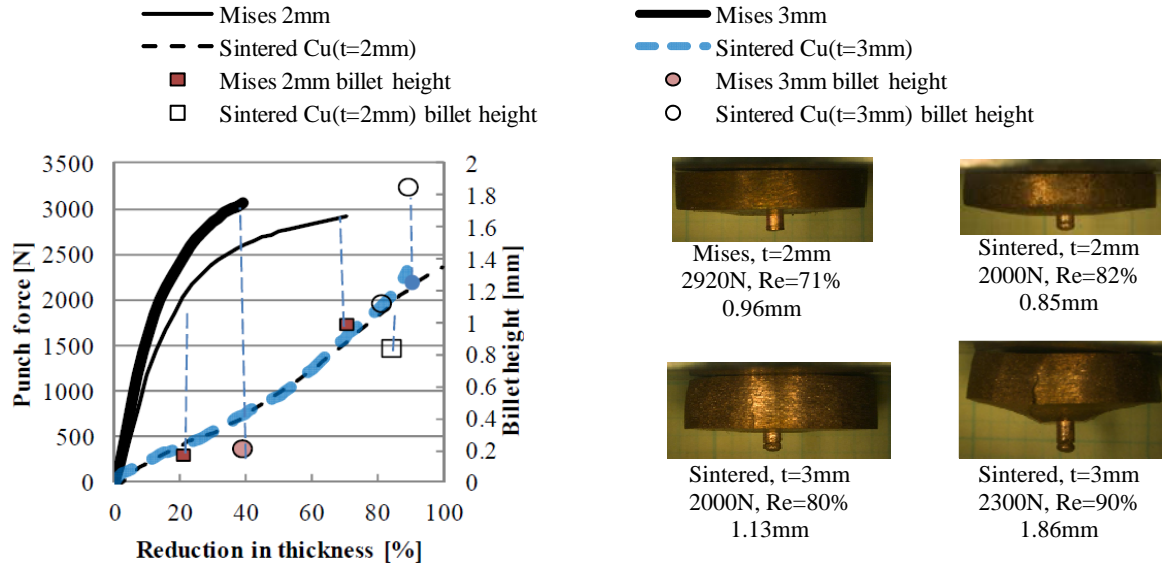 Mises 2mm
Mises 3mm
Sintered Cu(t=2mm)
Sintered Cu(t=3mm)
Mises 2mm billet height
Mises 3mm billet height
Sintered Cu(t=2mm) billet height
Sintered Cu(t=3mm) billet height
Punch force [N]
3500
3000
2500
2000
1500
1000
500
0
0
20
40
60
80
100
Reduction in thickness [%]
2
1.8
1.6
1.4
1.2
1
0.8
0.6
0.4
0.2
0
Billet height [mm]
Mises, t=2mm
2920N, Re=71%
0.96mm
Sintered, t=2mm
2000N, Re=82%
0.85mm
Sintered, t=3mm
2000N, Re=80%
1.13mm
Sintered, t=3mm
2300N, Re=90%
1.86mm